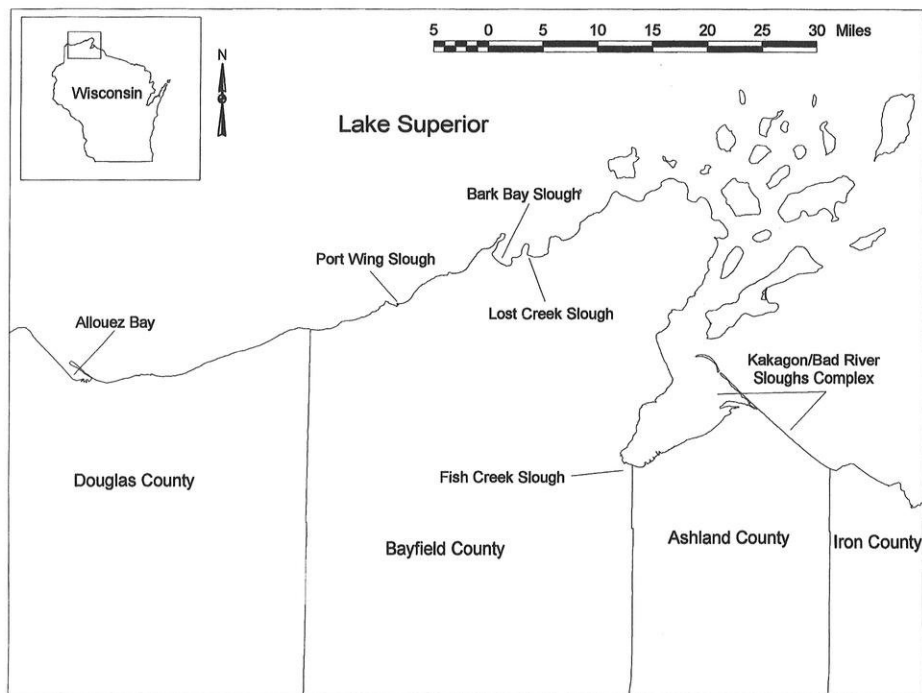 5 0 5 10 15 20 25 30 Miles
N
Wisconsin
Lake Superior
Bark Bay Slough
Port Wing Slough
Lost Creek Slough
Allouez Bay
Kakagon/Bad River
Sloughs Complex
Fish Creek Slough
Douglas County
Bayfield County
Ashland County
Iron County